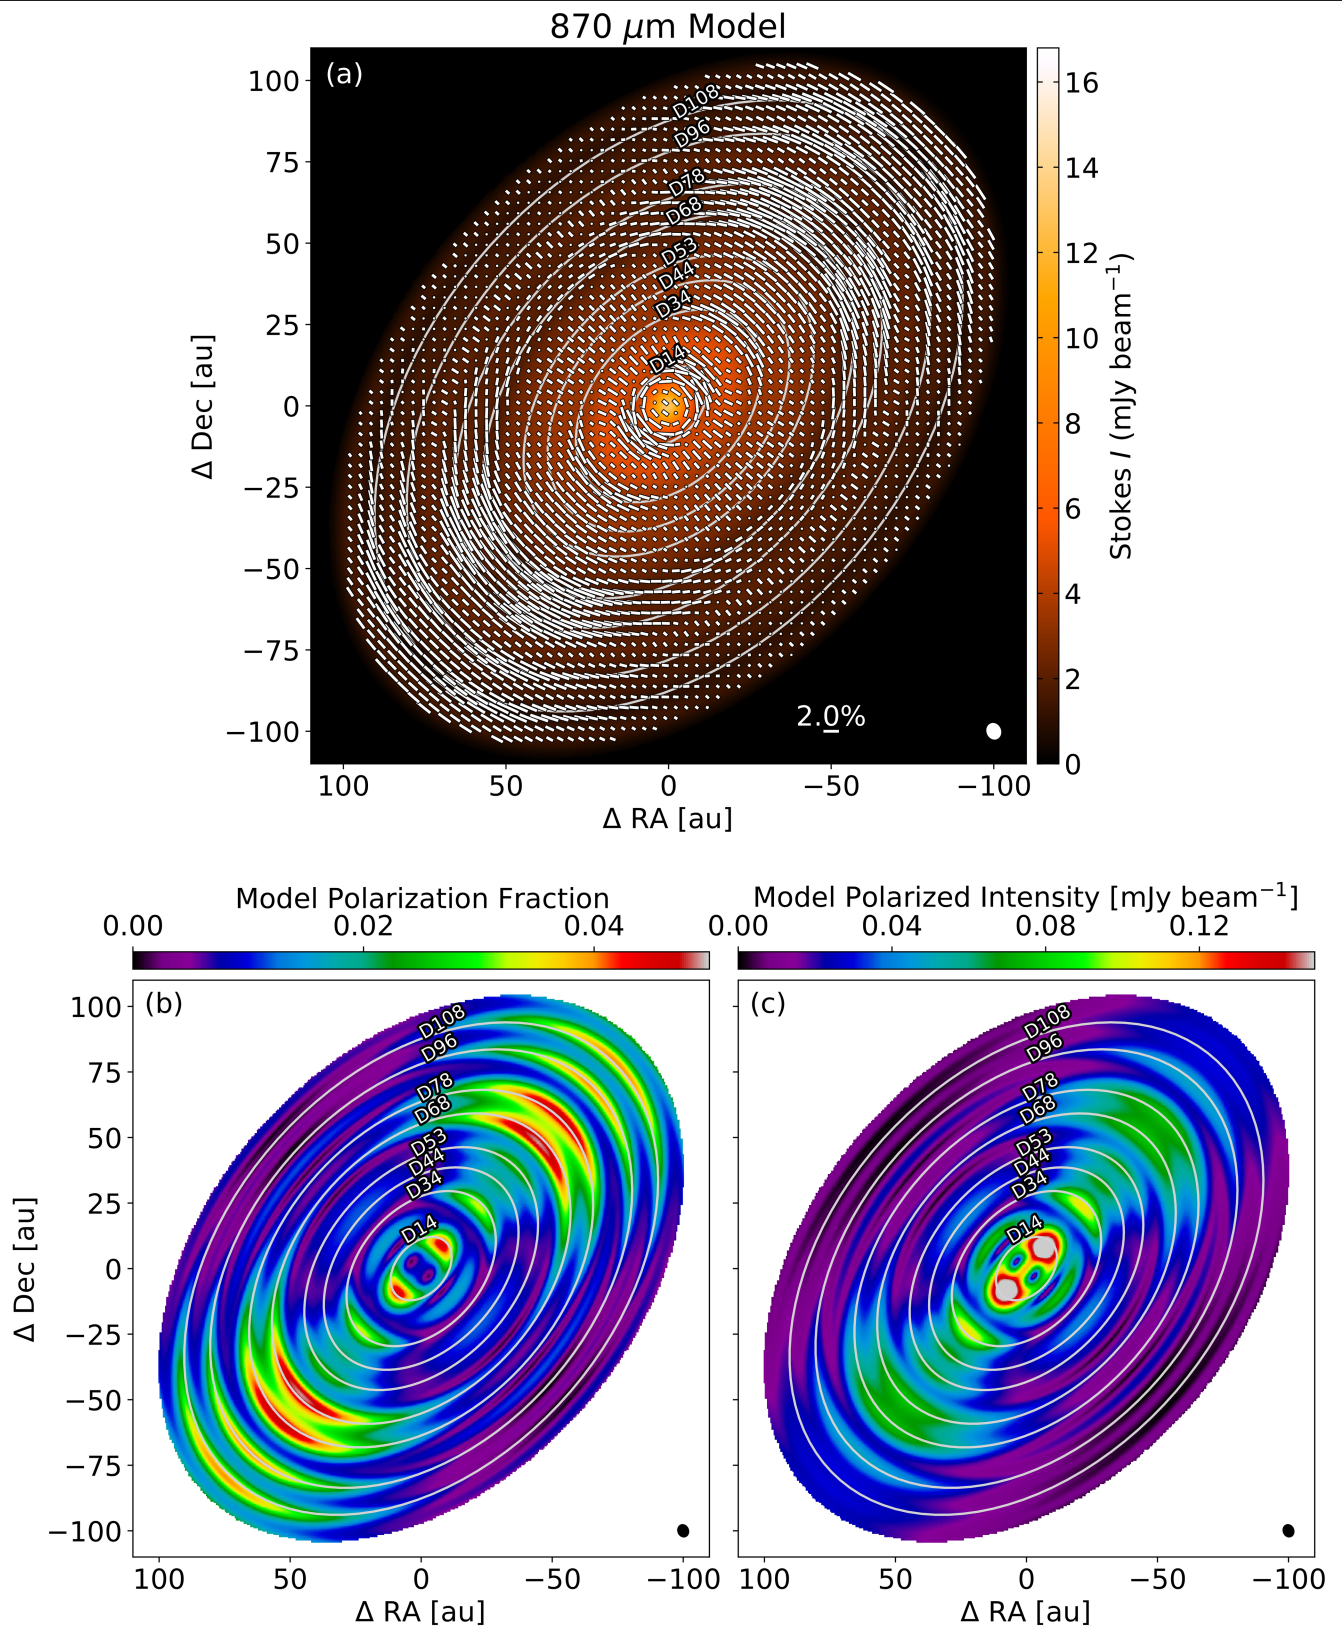 870 μm Model
(a)
100
75
50
25
0
−25
−50
−75
−100
Δ Dec [au]
D108
D96
D78
D68
D53
D44
D34
D14
2.0%
100
50
0
−50
−100
Δ RA [au]
16
14
12
10
8
6
4
2
0
Stokes I (mJy beam⁻¹)
Model Polarization Fraction
0.00
0.02
0.04
(b)
100
75
50
25
0
−25
−50
−75
−100
Δ Dec [au]
D108
D96
D78
D68
D53
D44
D34
D14
100
50
0
−50
−100
Δ RA [au]
Model Polarized Intensity [mJy beam⁻¹]
0.00
0.04
0.08
0.12
(c)
D108
D96
D78
D68
D53
D44
D34
D14
100
50
0
−50
−100
Δ RA [au]